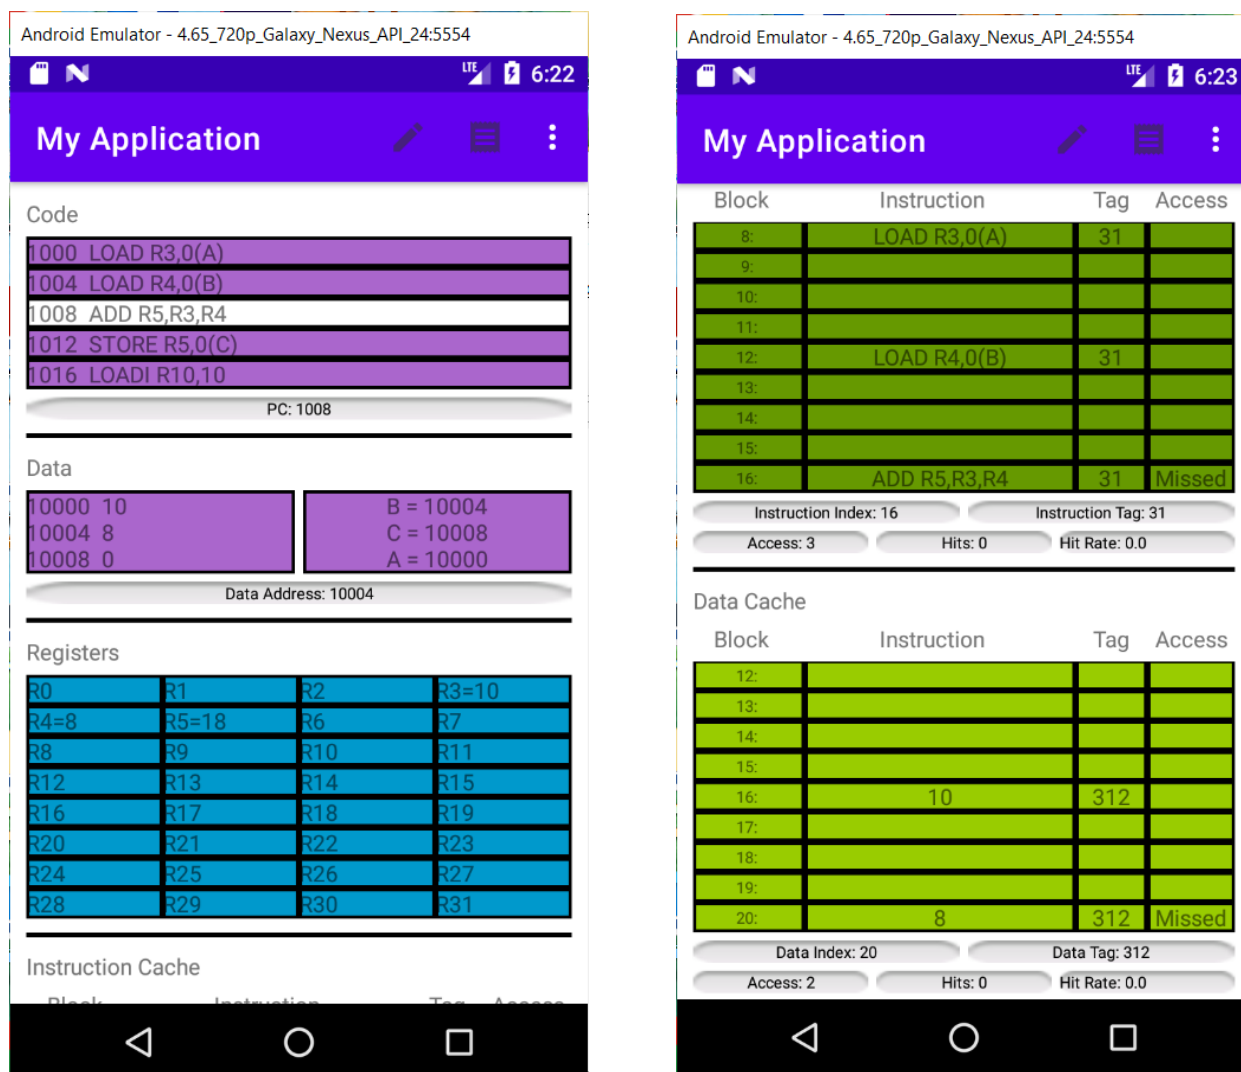 Android Emulator - 4.65_720p_Galaxy_Nexus_API_24:5554
LTE 6:22
My Application
Code
1000 LOAD R3,0(A)
1004 LOAD R4,0(B)
1008 ADD R5,R3,R4
1012 STORE R5,0(C)
1016 LOADI R10,10
PC: 1008
Data
10000 10 B = 10004
10004 8 C = 10008
10008 0 A = 10000
Data Address: 10004
Registers
R0 R1 R2 R3=10
R4=8 R5=18 R6 R7
R8 R9 R10 R11
R12 R13 R14 R15
R16 R17 R18 R19
R20 R21 R22 R23
R24 R25 R26 R27
R28 R29 R30 R31
Instruction Cache
Block Instruction Tag Access
Android Emulator - 4.65_720p_Galaxy_Nexus_API_24:5554
LTE 6:23
My Application
Block Instruction Tag Access
8: LOAD R3,0(A) 31
9:
10:
11:
12: LOAD R4,0(B) 31
13:
14:
15:
16: ADD R5,R3,R4 31 Missed
Instruction Index: 16 Instruction Tag: 31
Access: 3 Hits: 0 Hit Rate: 0.0
Data Cache
Block Instruction Tag Access
12:
13:
14:
15:
16: 10 312
17:
18:
19:
20: 8 312 Missed
Data Index: 20 Data Tag: 312
Access: 2 Hits: 0 Hit Rate: 0.0